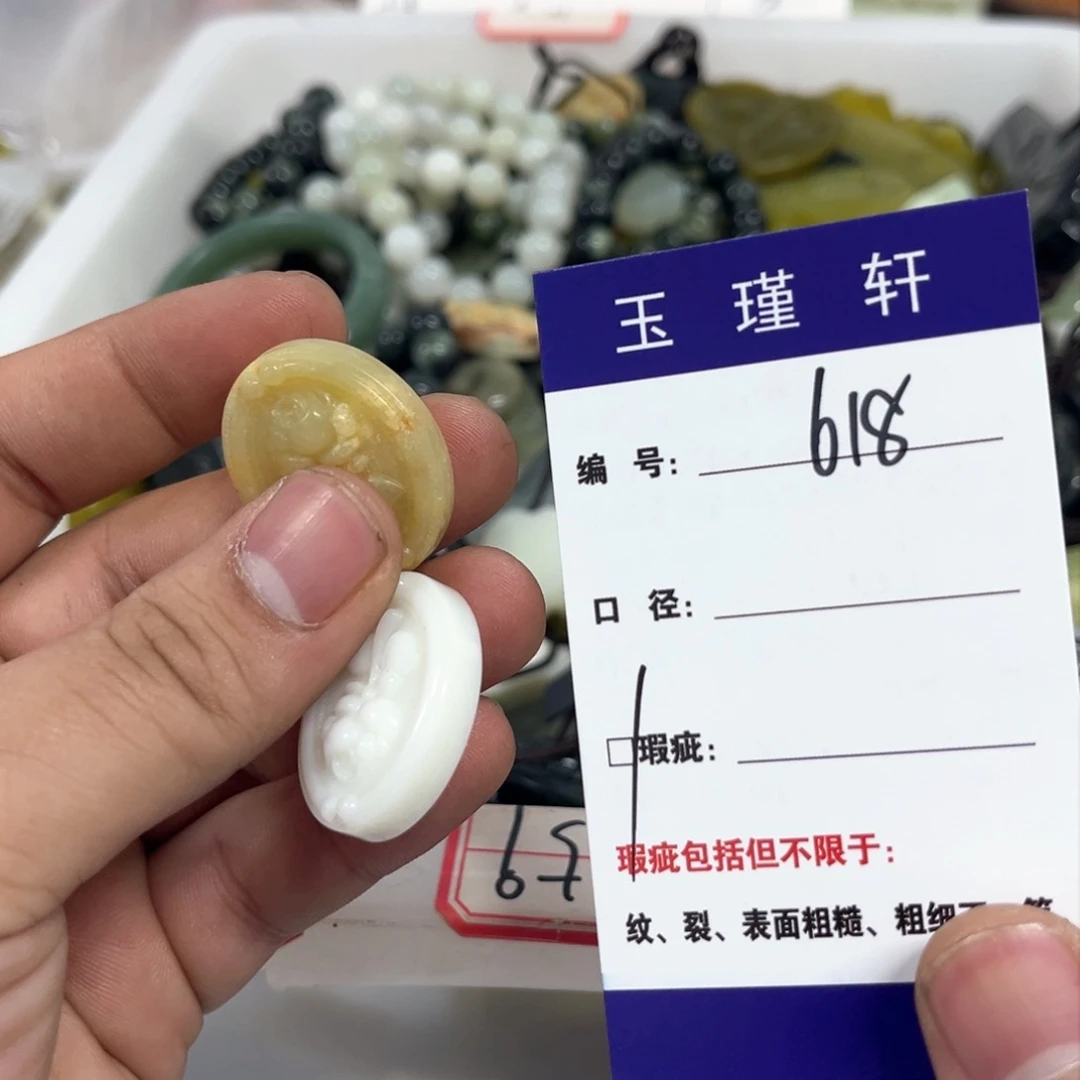 玉瑾轩
编号：618
口径：
瑕疵：
瑕疵包括但不限于：
纹、裂、表面粗糙、粗细不